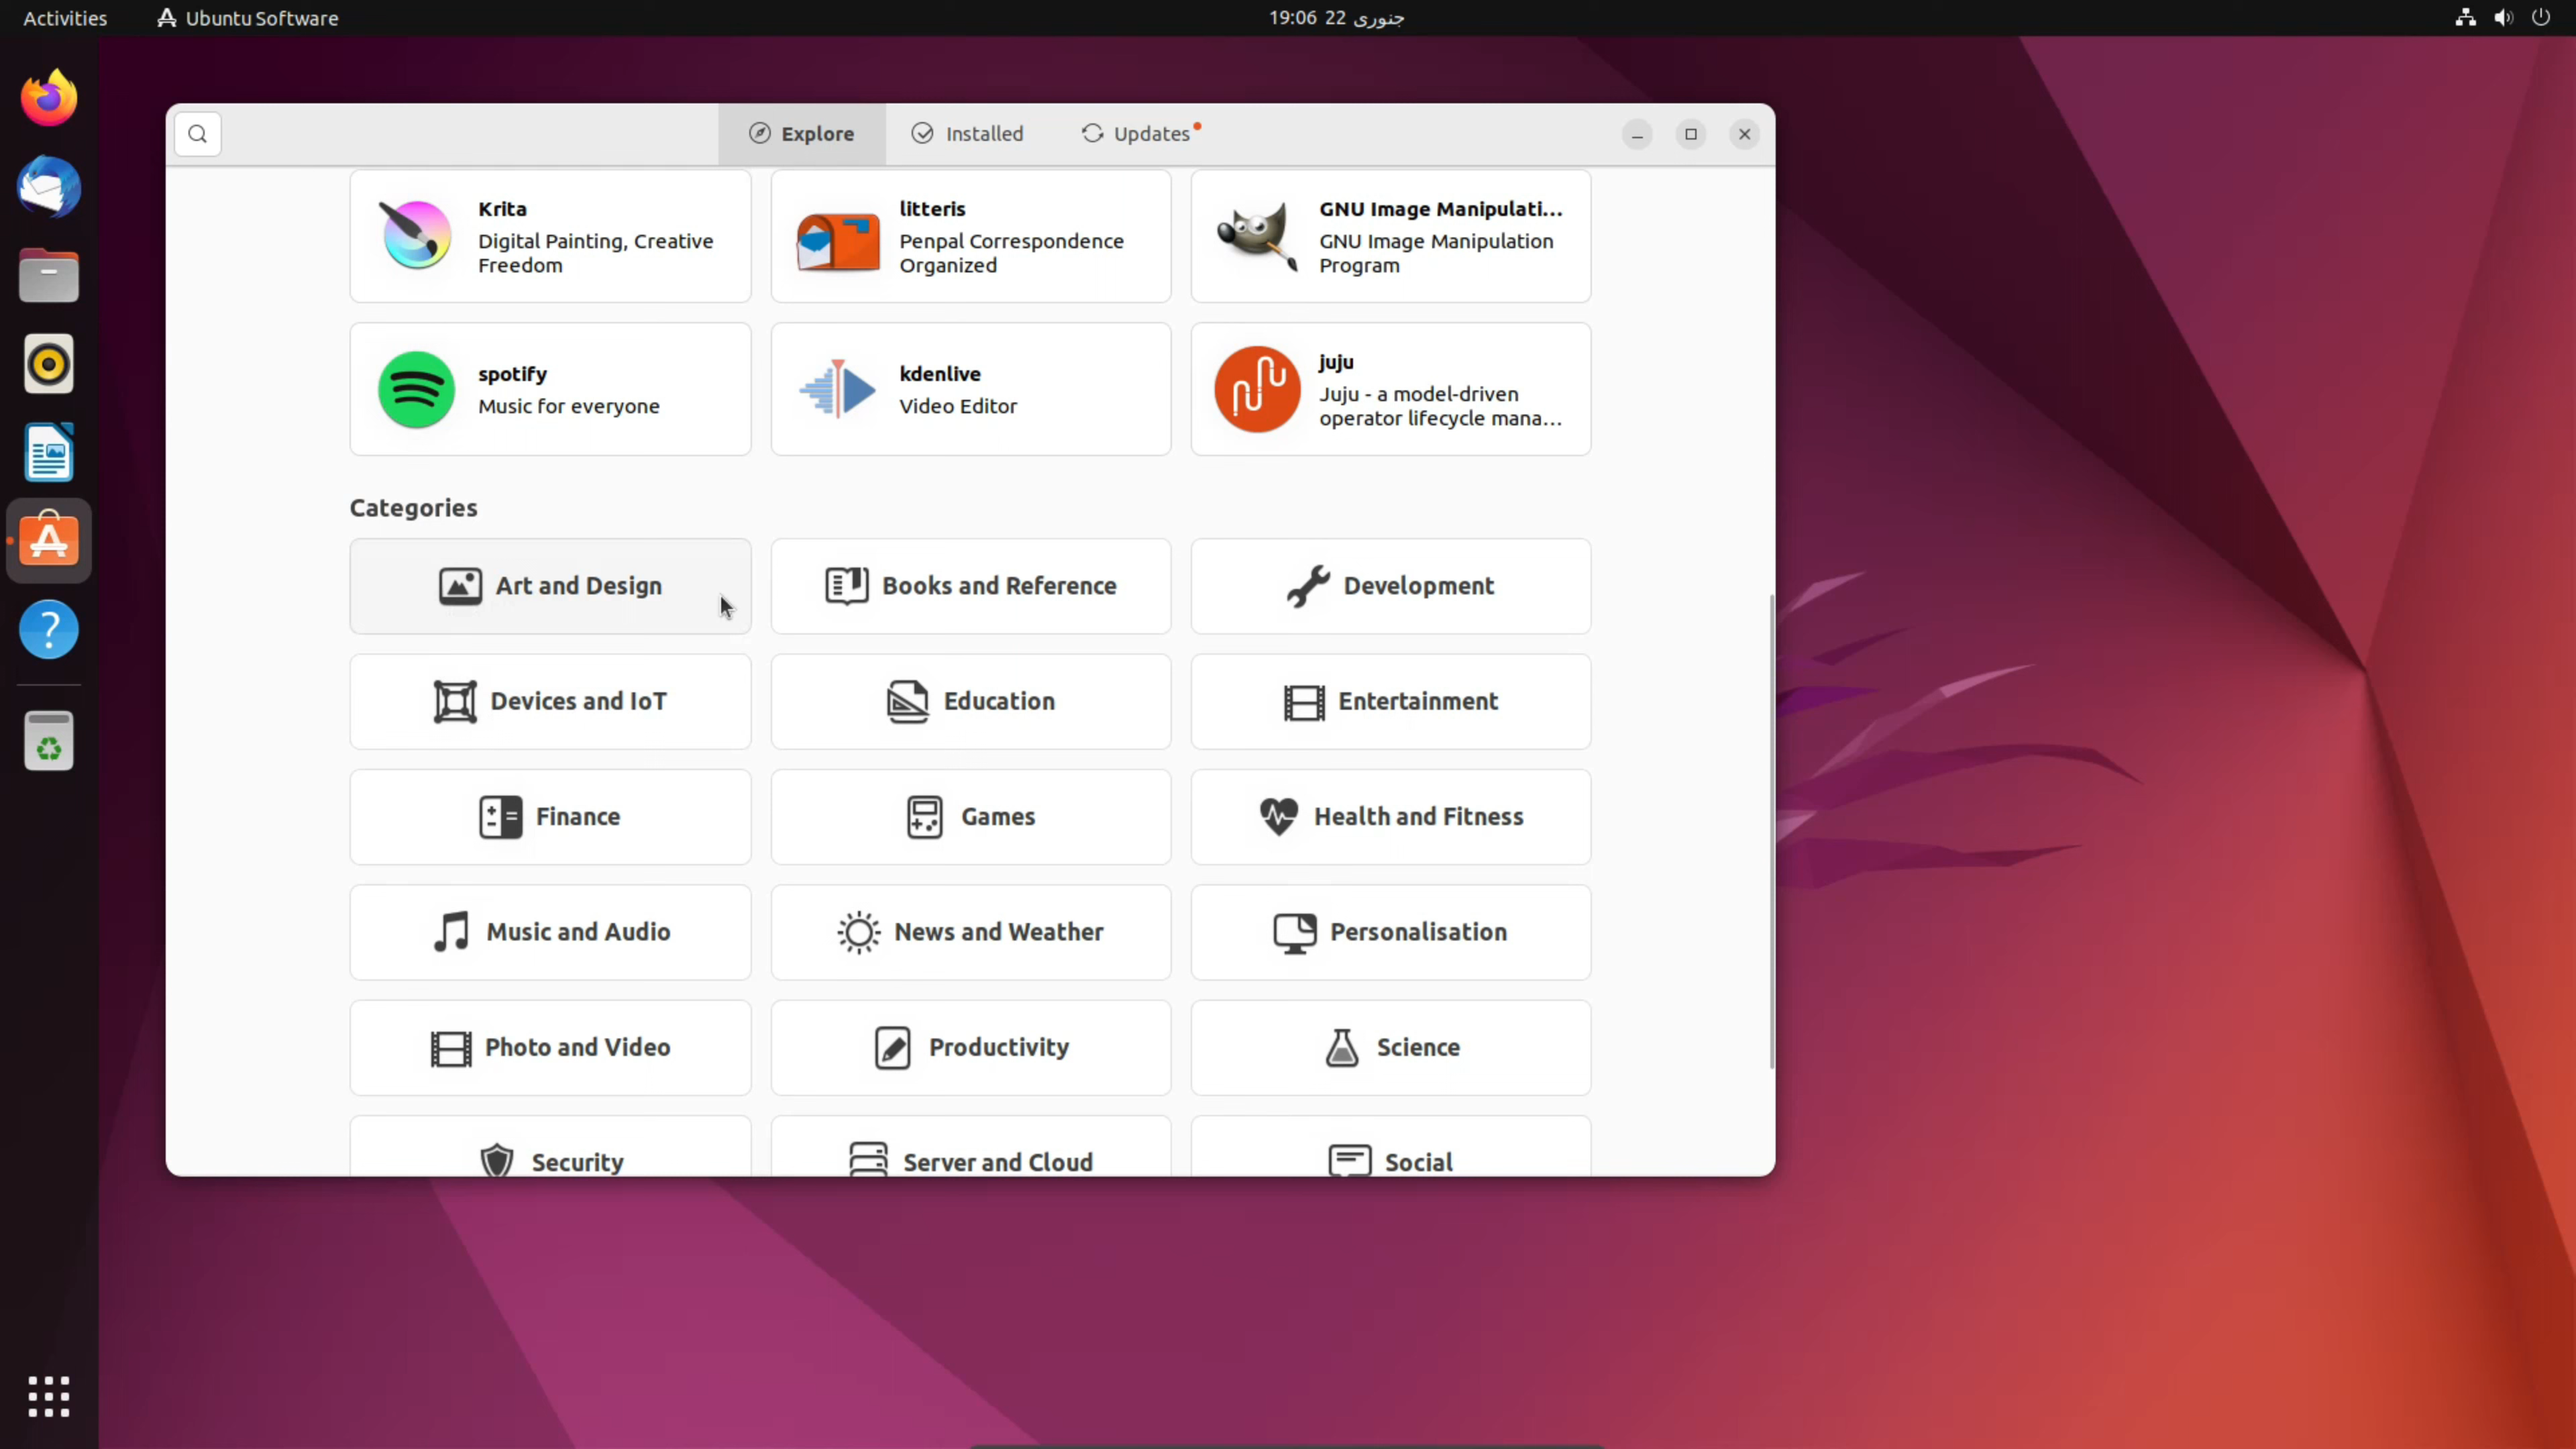 Activities
Ubuntu Software
19:06 22 جنوری
Explore
Installed
Updates
Krita
Digital Painting, Creative
Freedom
litteris
Penpal Correspondence
Organized
GNU Image Manipulati...
GNU Image Manipulation
Program
spotify
Music for everyone
kdenlive
Video Editor
juju
Juju - a model-driven
operator lifecycle mana...
Categories
Art and Design
Books and Reference
Development
Devices and IoT
Education
Entertainment
Finance
Games
Health and Fitness
Music and Audio
News and Weather
Personalisation
Photo and Video
Productivity
Science
Security
Server and Cloud
Social